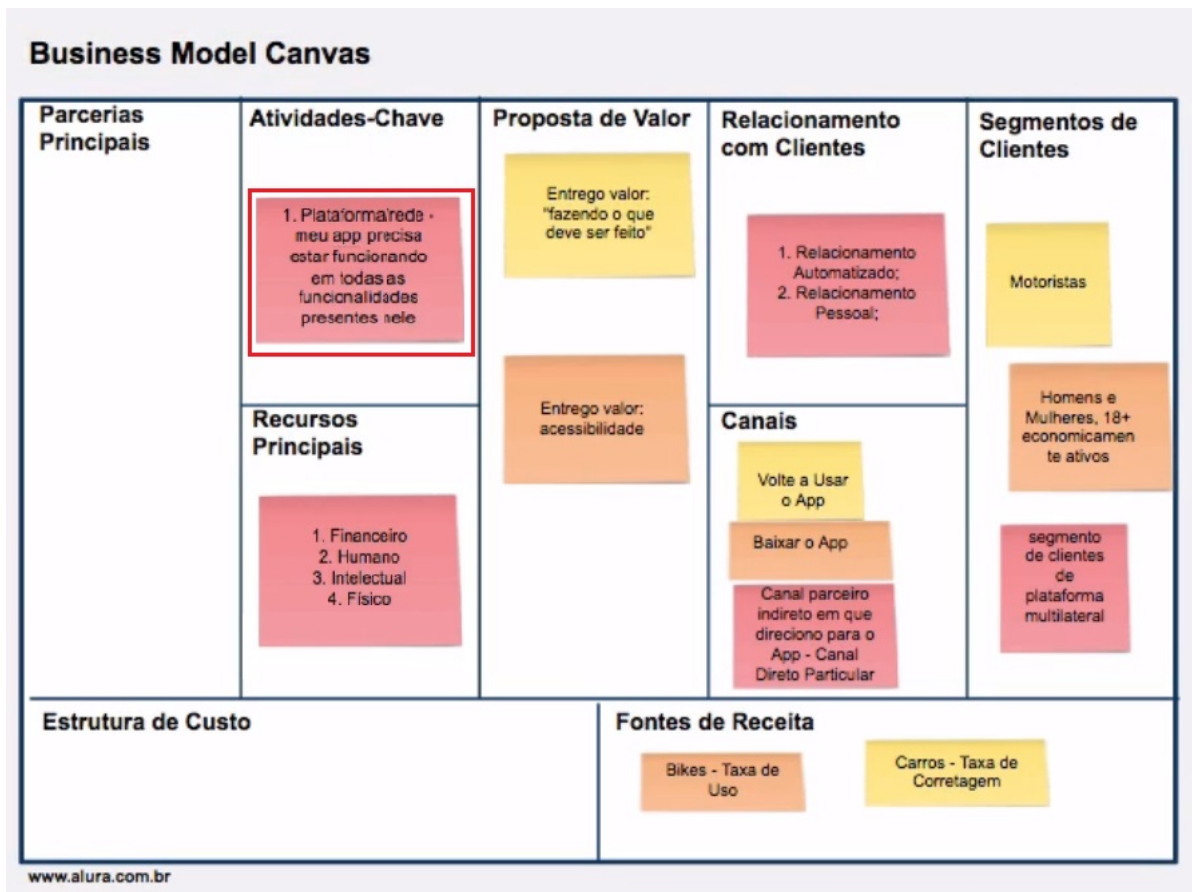 Business Model Canvas
Parcerias
Principais
Atividades-Chave
1. Plataforma/rede -
meu app precisa
estar funcionando
em todas as
funcionalidades
presentes nele
Recursos
Principais
1. Financeiro
2. Humano
3. Intelectual
4. Físico
Proposta de Valor
Entrego valor:
"fazendo o que
deve ser feito"
Entrego valor:
acessibilidade
Relacionamento
com Clientes
1. Relacionamento
Automatizado;
2. Relacionamento
Pessoal;
Canais
Volte a Usar
o App
Baixar o App
Canal parceiro
indireto em que
direciono para o
App - Canal
Direto Particular
Segmentos de
Clientes
Motoristas
Homens e
Mulheres, 18+
economicamen
te ativos
segmento
de clientes
de
plataforma
multilateral
Estrutura de Custo
Fontes de Receita
Bikes - Taxa de
Uso
Carros - Taxa de
Corretagem
www.alura.com.br